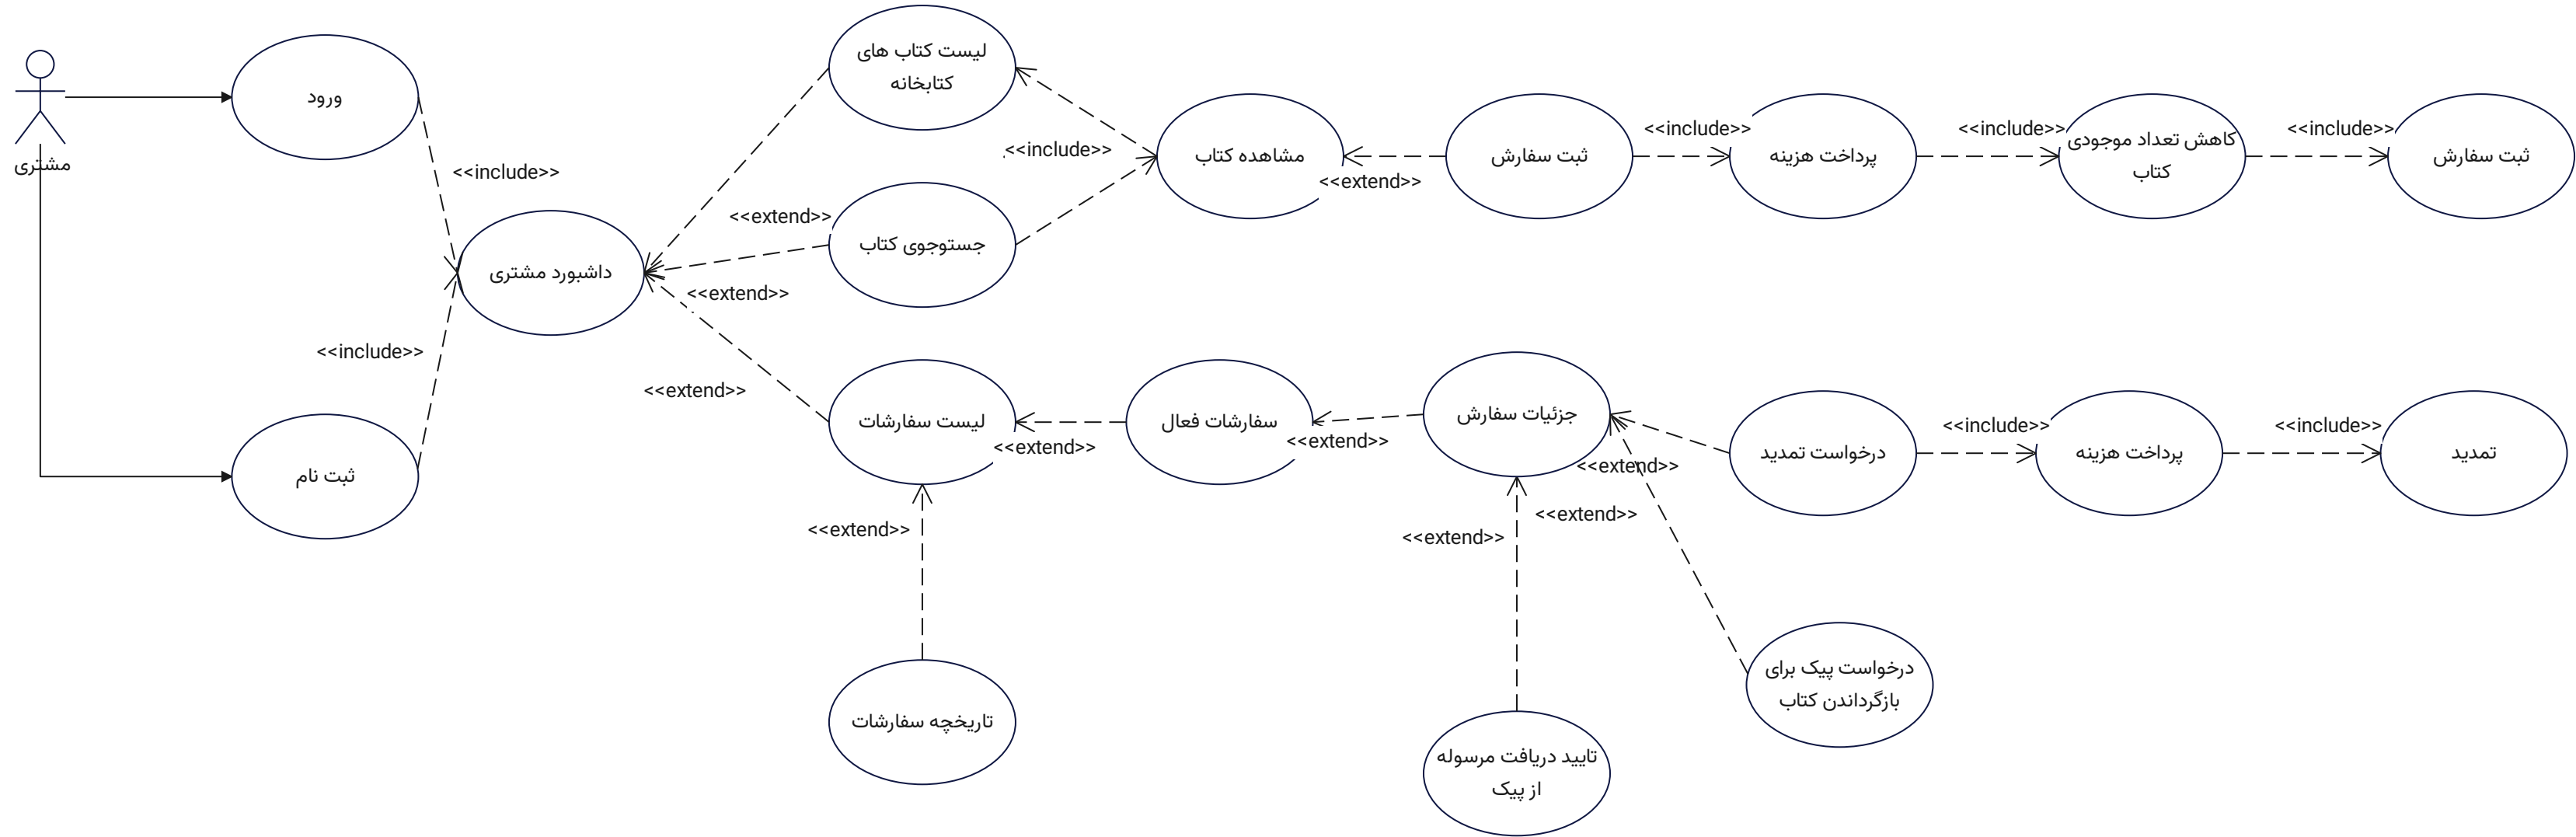 مشتری
ورود
ثبت نام
<<include>>
<<include>>
داشبورد مشتری
<<extend>>
<<extend>>
<<extend>>
لیست کتاب های
کتابخانه
جستوجوی کتاب
<<include>>
مشاهده کتاب
<<extend>>
ثبت سفارش
<<include>>
پرداخت هزینه
<<include>>
کاهش تعداد موجودی
کتاب
<<include>>
ثبت سفارش
لیست سفارشات
<<extend>>
سفارشات فعال
<<extend>>
جزئیات سفارش
<<extend>>
درخواست تمدید
<<include>>
پرداخت هزینه
<<include>>
تمدید
<<extend>>
تاریخچه سفارشات
<<extend>>
<<extend>>
تایید دریافت مرسوله
از پیک
درخواست پیک برای
بازگرداندن کتاب